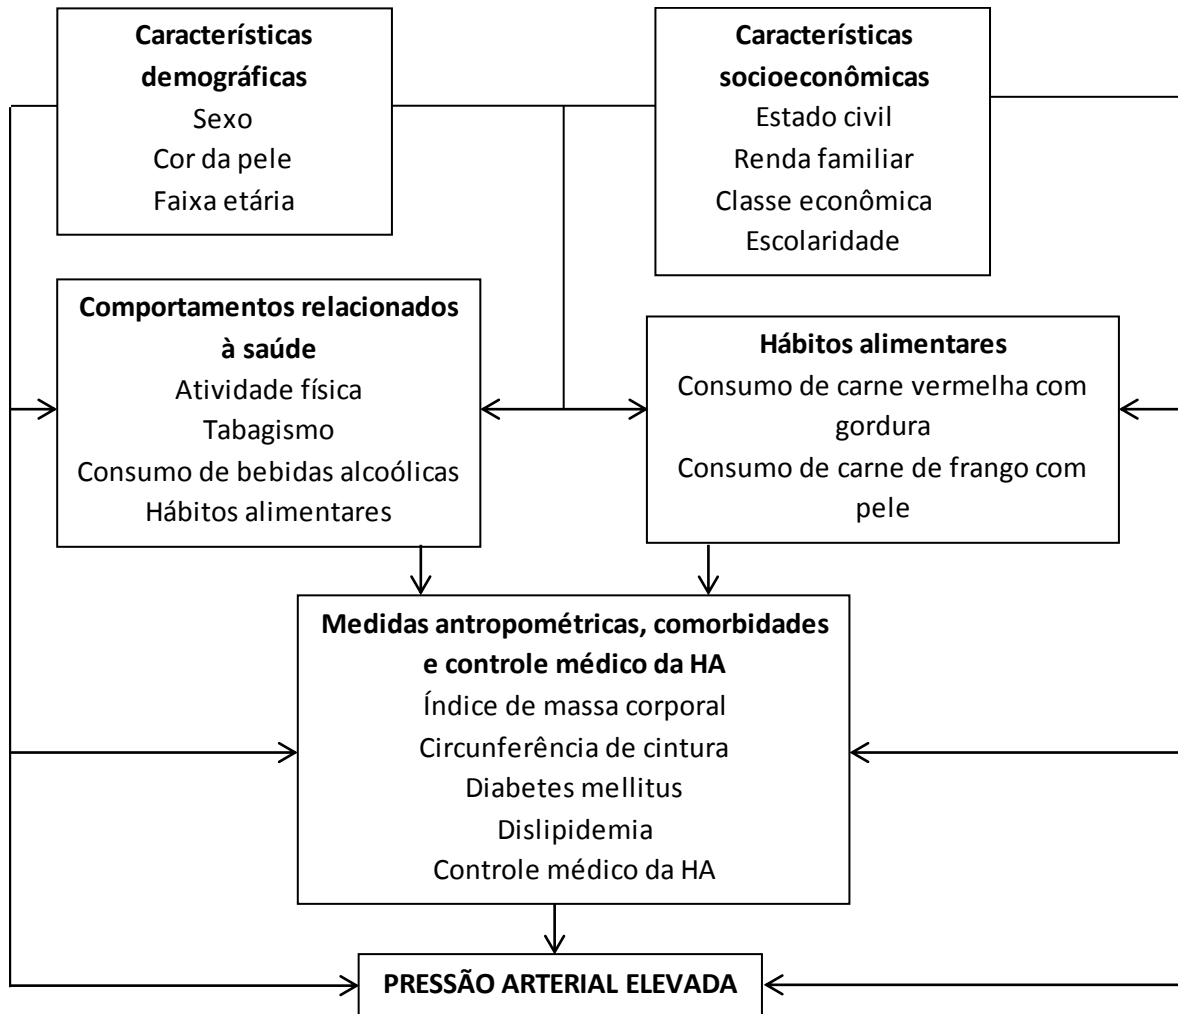 Características
demográficas
Sexo
Cor da pele
Faixa etária
Características
socioeconômicas
Estado civil
Renda familiar
Classe econômica
Escolaridade
Comportamentos relacionados
à saúde
Atividade física
Tabagismo
Consumo de bebidas alcoólicas
Hábitos alimentares
Hábitos alimentares
Consumo de carne vermelha com
gordura
Consumo de carne de frango com
pele
Medidas antropométricas, comorbidades
e controle médico da HA
Índice de massa corporal
Circunferência de cintura
Diabetes mellitus
Dislipidemia
Controle médico da HA
PRESSÃO ARTERIAL ELEVADA